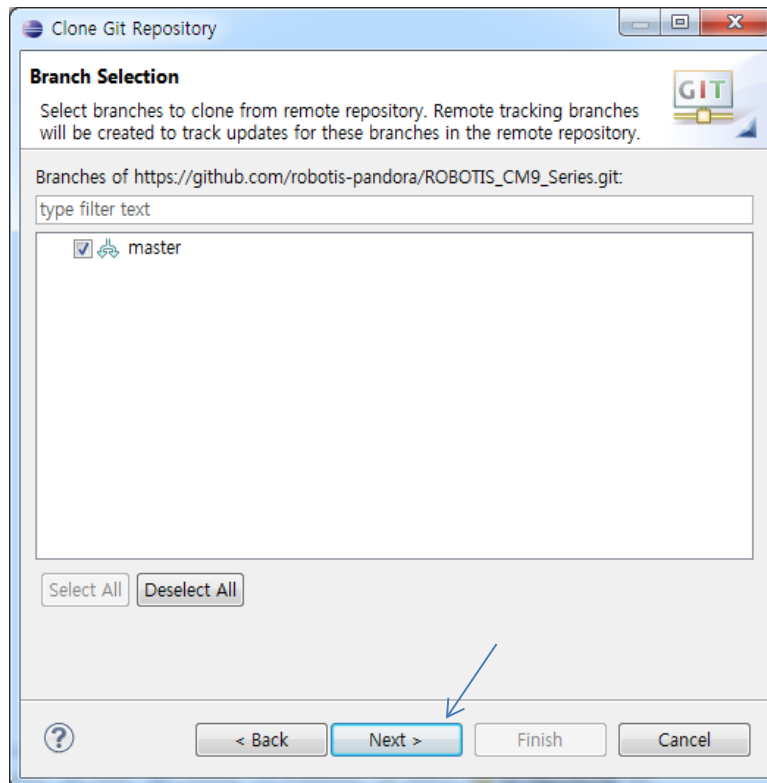 Clone Git Repository
Branch Selection
GIT
Select branches to clone from remote repository. Remote tracking branches
will be created to track updates for these branches in the remote repository.
Branches of https://github.com/robotis-pandora/ROBOTIS_CM9_Series.git:
type filter text
master
Select All Deselect All
? < Back Next > Finish Cancel